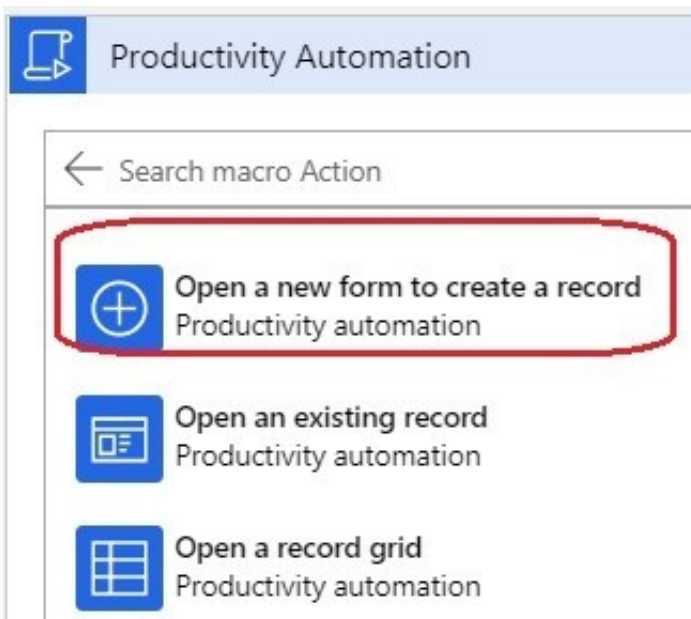 Productivity Automation
Search macro Action
Open a new form to create a record
Productivity automation
Open an existing record
Productivity automation
Open a record grid
Productivity automation